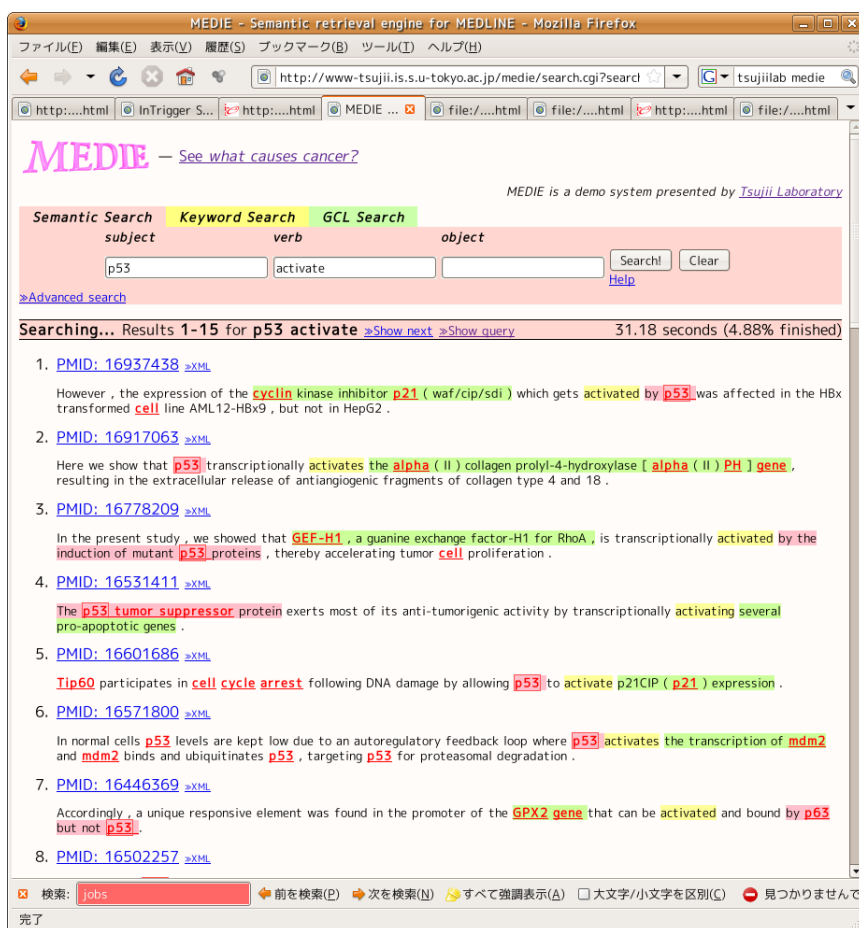 MEDIE - Semantic retrieval engine for MEDLINE - Mozilla Firefox
ファイル(F) 編集(E) 表示(V) 履歴(S) ブックマーク(B) ツール(T) ヘルプ(H)
http://www-tsujii.is.s.u-tokyo.ac.jp/medie/search.cgi?search tsujiilab medie
http:....html InTrigger S... http:....html MEDIE ... file:/....html file:/....html http:....html file:/....html
MEDIE — See what causes cancer?
MEDIE is a demo system presented by Tsujii Laboratory
Semantic Search Keyword Search GCL Search
subject verb object
p53 activate Search! Clear
Help
»Advanced search
Searching... Results 1-15 for p53 activate »Show next »Show query 31.18 seconds (4.88% finished)
1. PMID: 16937438 »XML
However , the expression of the cyclin kinase inhibitor p21 ( waf/cip/sdi ) which gets activated by p53 was affected in the HBx
transformed cell line AML12-HBx9 , but not in HepG2 .
2. PMID: 16917063 »XML
Here we show that p53 transcriptionally activates the alpha ( II ) collagen prolyl-4-hydroxylase [ alpha ( II ) PH ] gene ,
resulting in the extracellular release of antiangiogenic fragments of collagen type 4 and 18 .
3. PMID: 16778209 »XML
In the present study , we showed that GEF-H1 , a guanine exchange factor-H1 for RhoA , is transcriptionally activated by the
induction of mutant p53 proteins , thereby accelerating tumor cell proliferation .
4. PMID: 16531411 »XML
The p53 tumor suppressor protein exerts most of its anti-tumorigenic activity by transcriptionally activating several
pro-apoptotic genes .
5. PMID: 16601686 »XML
Tip60 participates in cell cycle arrest following DNA damage by allowing p53 to activate p21CIP ( p21 ) expression .
6. PMID: 16571800 »XML
In normal cells p53 levels are kept low due to an autoregulatory feedback loop where p53 activates the transcription of mdm2
and mdm2 binds and ubiquitinates p53 , targeting p53 for proteasomal degradation .
7. PMID: 16446369 »XML
Accordingly , a unique responsive element was found in the promoter of the GPX2 gene that can be activated and bound by p63
but not p53 .
8. PMID: 16502257 »XML
検索: jobs 前を検索(P) 次を検索(N) すべて強調表示(A) 大文字/小文字を区別(C) 見つかりませんで
完了